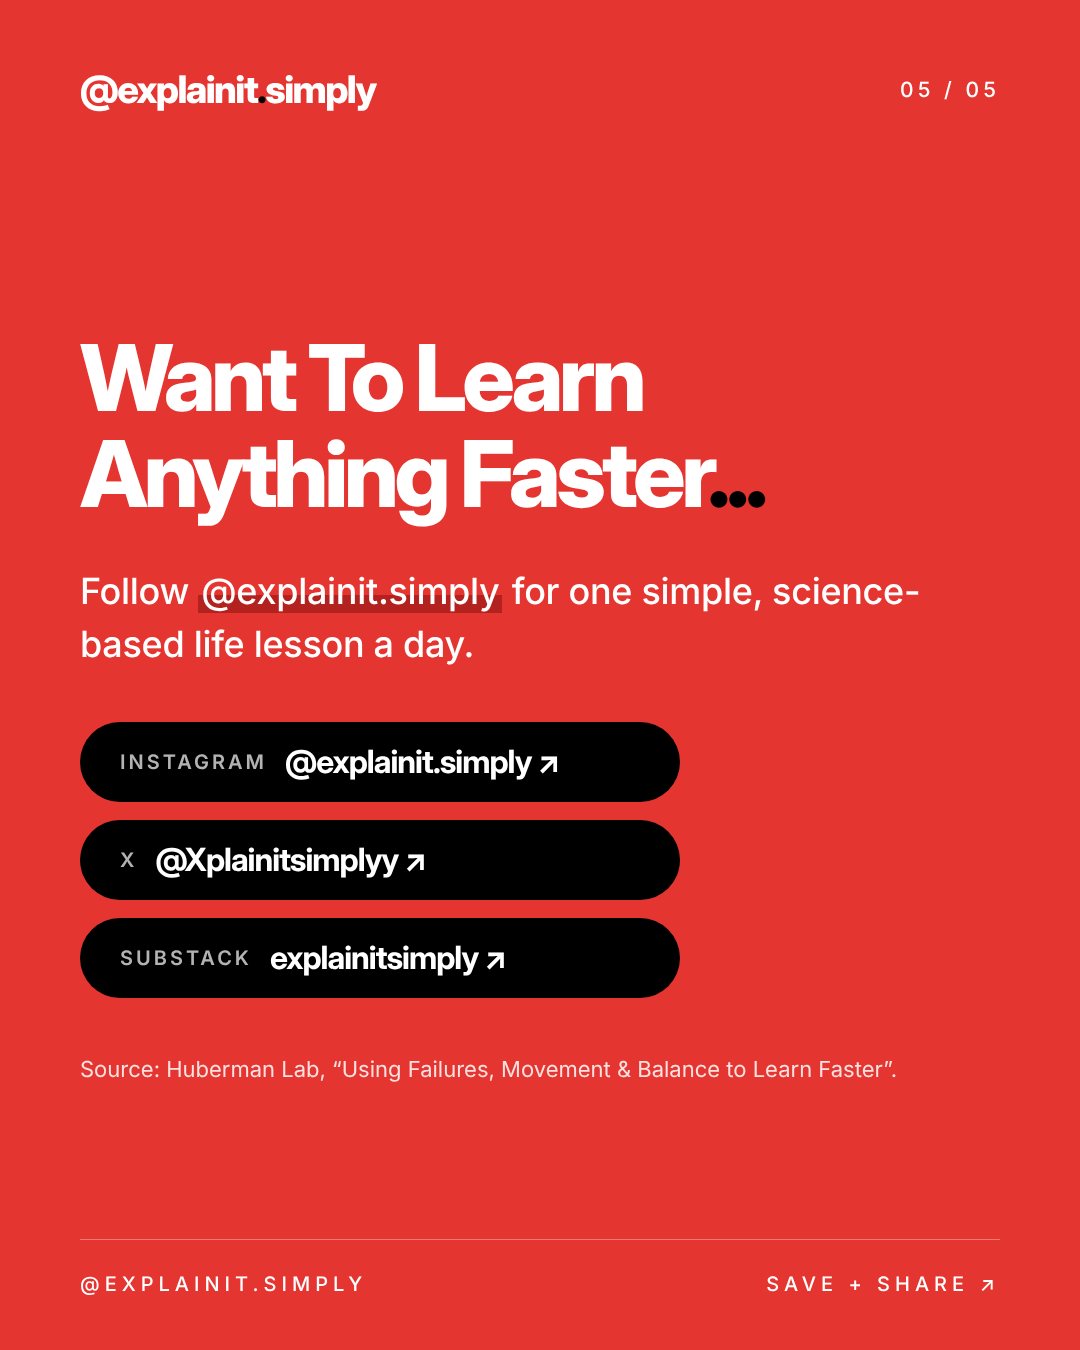 @explainit.simply
05 / 05
Want To Learn
Anything Faster...
Follow @explainit.simply for one simple, science-
based life lesson a day.
INSTAGRAM @explainit.simply ↗
X @Xplainitsimplyy ↗
SUBSTACK explainitsimply ↗
Source: Huberman Lab, “Using Failures, Movement & Balance to Learn Faster”.
@EXPLAINIT.SIMPLY
SAVE + SHARE ↗